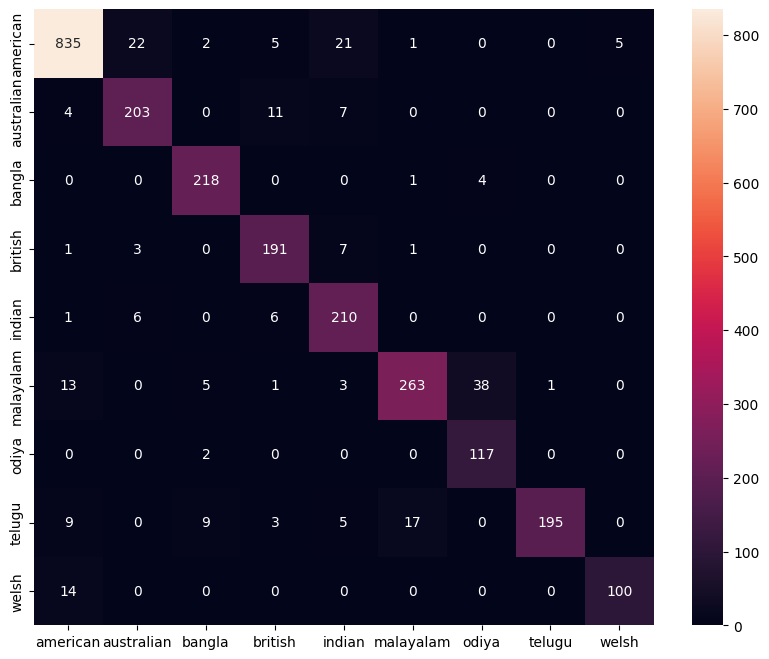 american 835 22 2 5 21 1 0 0 5
australian 4 203 0 11 7 0 0 0 0
bangla 0 0 218 0 0 1 4 0 0
british 1 3 0 191 7 1 0 0 0
indian 1 6 0 6 210 0 0 0 0
malayalam 13 0 5 1 3 263 38 1 0
odiya 0 0 2 0 0 0 117 0 0
telugu 9 0 9 3 5 17 0 195 0
welsh 14 0 0 0 0 0 0 0 100
american australian bangla british indian malayalam odiya telugu welsh
800
700
600
500
400
300
200
100
0